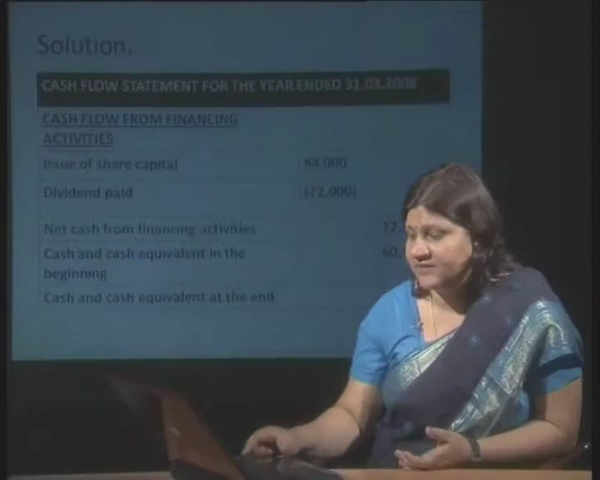 Solution.
CASH FLOW STATEMENT FOR THE YEAR ENDED 31.03.2008
CASH FLOW FROM FINANCING
ACTIVITIES
Issue of share capital 84,000
Dividend paid (72,000)
Net cash from financing activities 12,
Cash and cash equivalent in the 60,
beginning
Cash and cash equivalent at the end